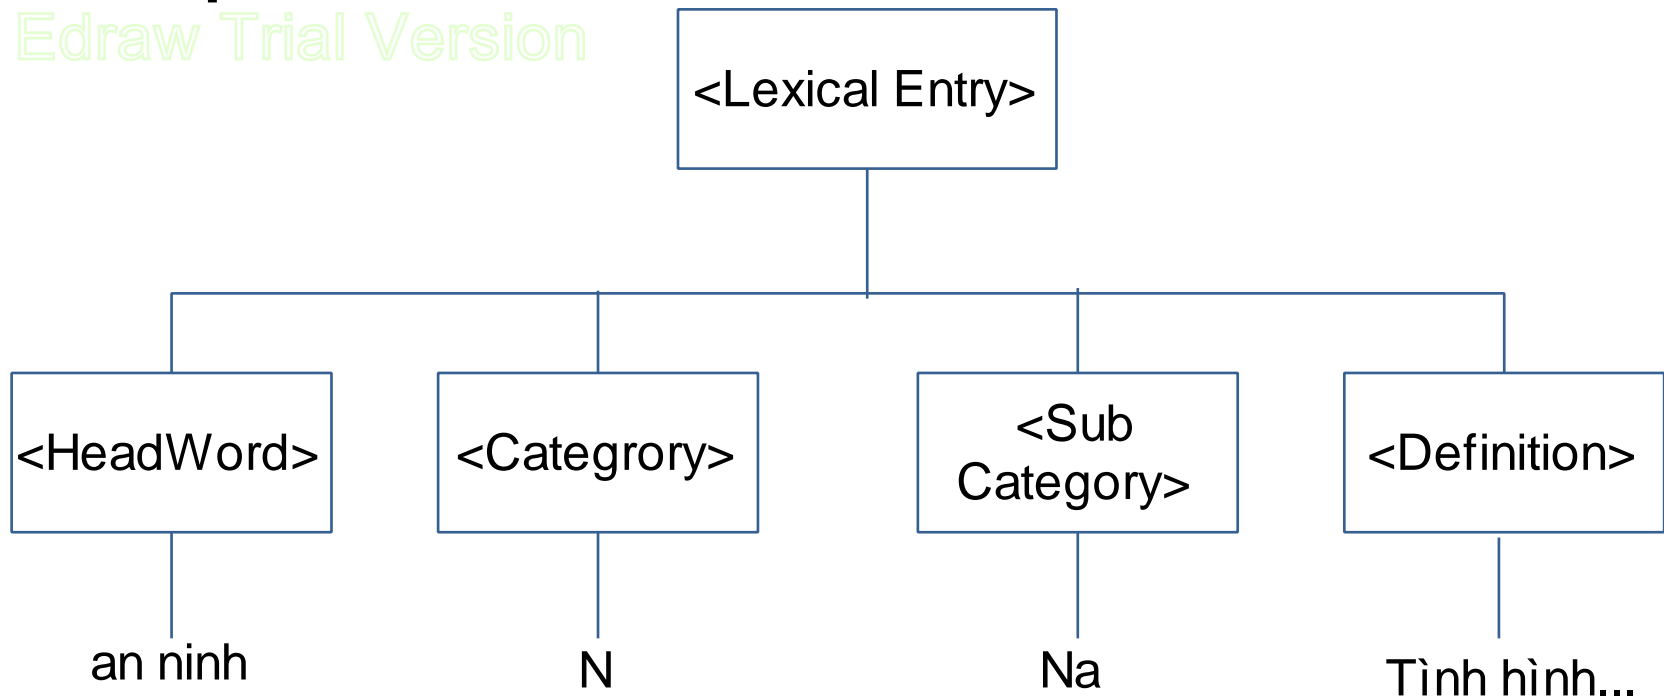 Edraw Trial Version
<Lexical Entry>
<HeadWord>
<Categrory>
<Sub
Category>
<Definition>
an ninh
N
Na
Tình hình...